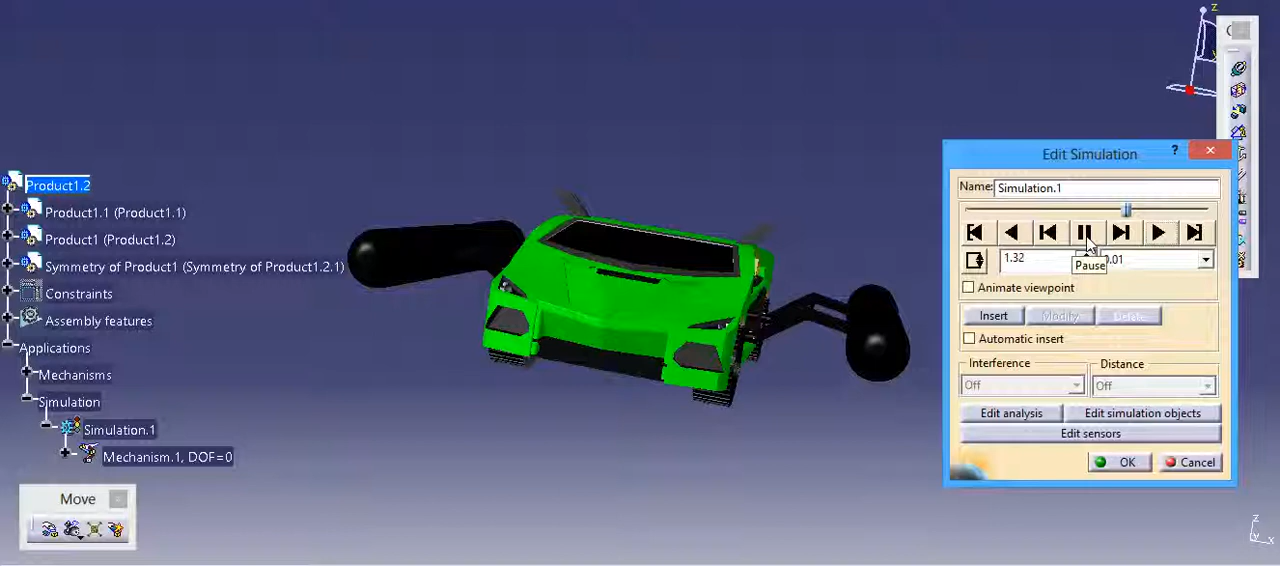 z
Edit Simulation
?
Name: Simulation.1
Product1.2
Product1.1 (Product1.1)
Product1 (Product1.2)
Symmetry of Product1 (Symmetry of Product1.2.1)
Constraints
Assembly features
Applications
Mechanisms
Simulation
Simulation.1
Mechanism.1, DOF=0
1.32
0.01
Pause
Animate viewpoint
Insert
Modify
Delete
Automatic insert
Interference
Distance
Off
Off
Edit analysis
Edit simulation objects
Edit sensors
OK
Cancel
Move
z
y
x